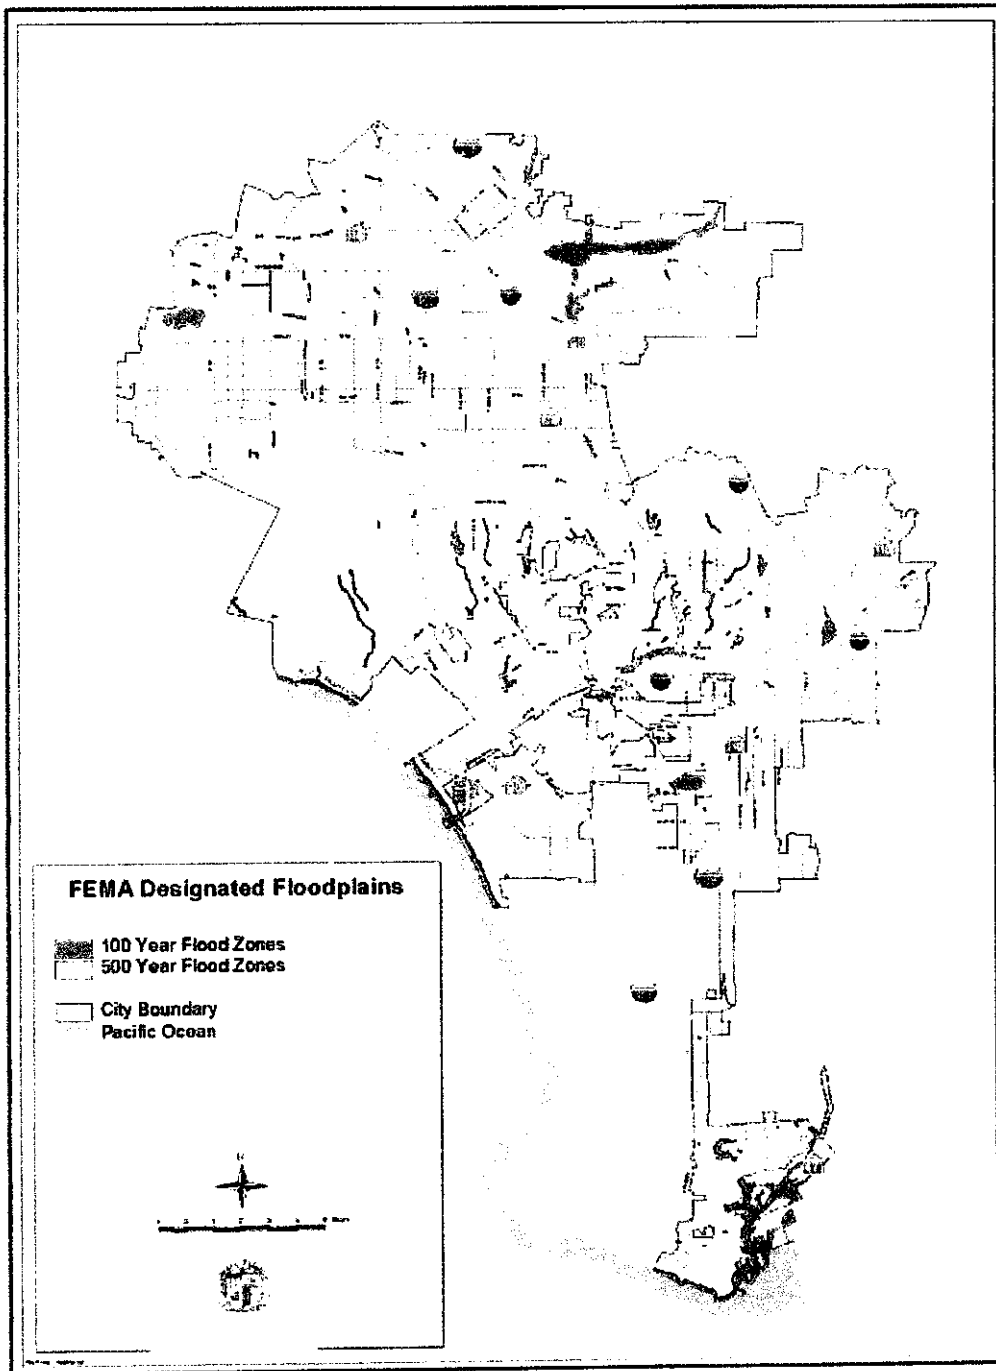 FEMA Designated Floodplains
100 Year Flood Zones
500 Year Flood Zones
City Boundary
Pacific Ocean